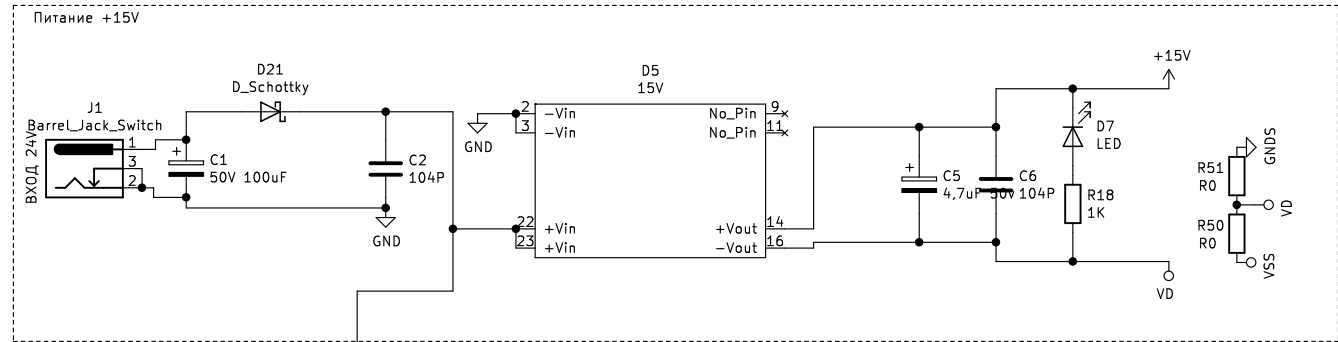 Питание +15V
J1
Barrel_Jack_Switch
ВХОД 24V
1
3
2
D21
D_Schottky
+
C1
50V 100uF
C2
104P
GND
D5
15V
GND
2
3
-Vin
-Vin
22
23
+Vin
+Vin
No_Pin
No_Pin
9
11
+Vout
-Vout
14
16
+
C5
4,7uF 50V
C6
104P
+15V
D7
LED
R18
1K
VD
GNDS
R51
R0
VD
R50
R0
VSS